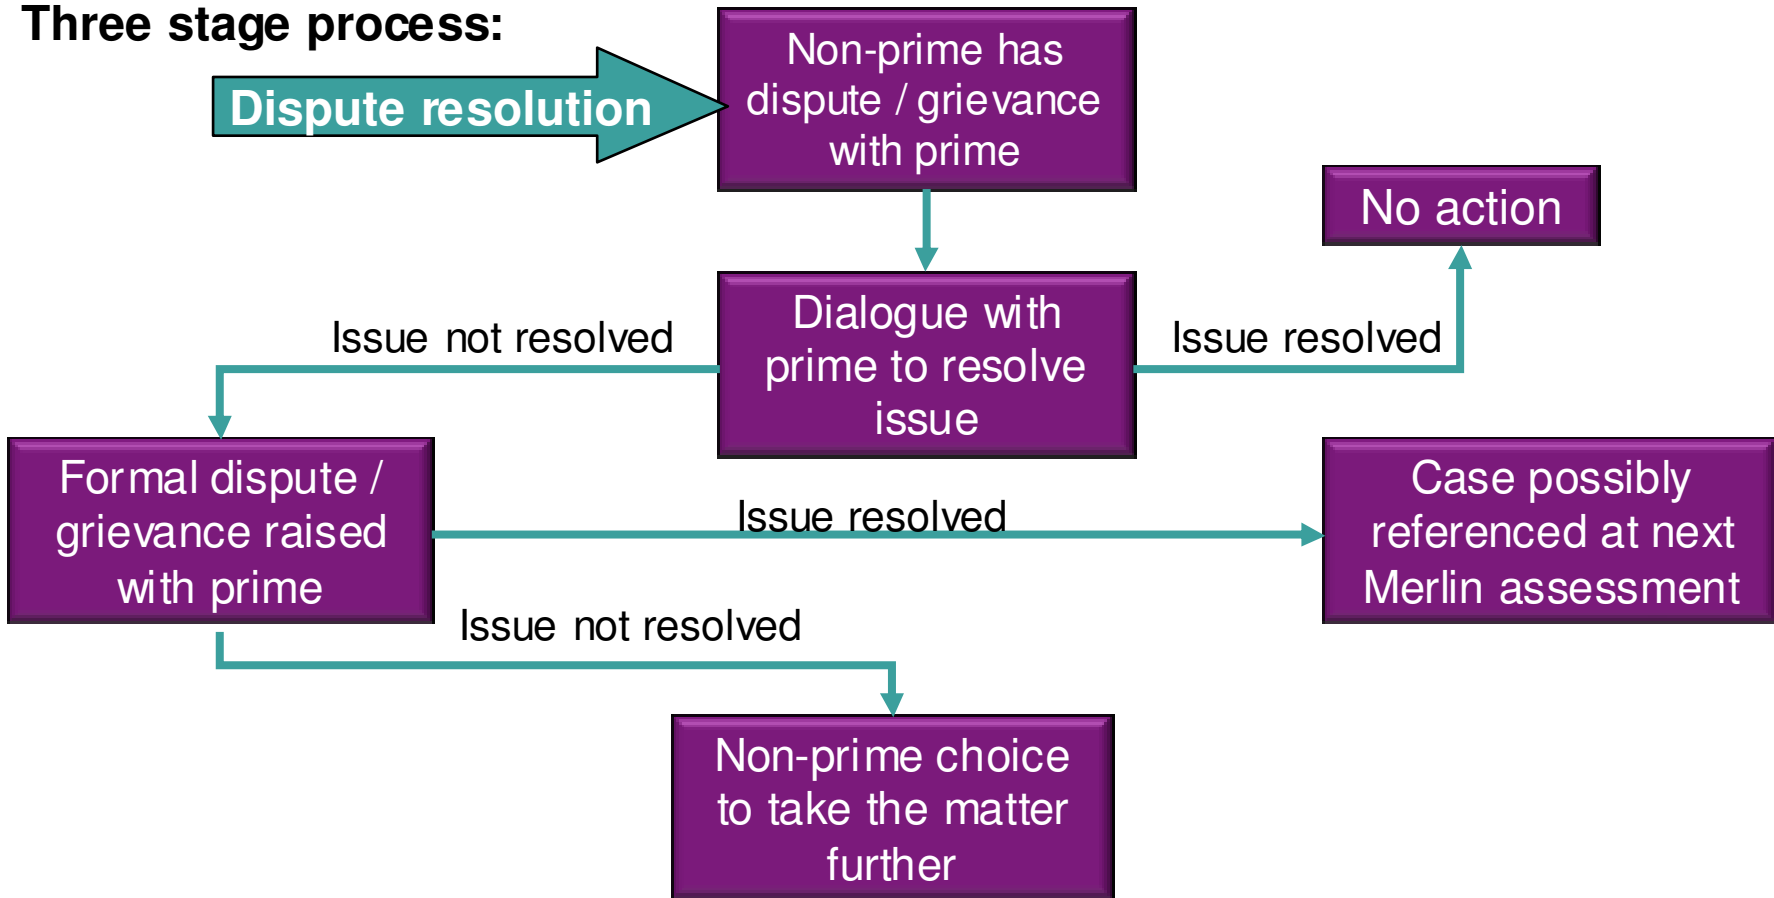 Three stage process:
Dispute resolution
Non-prime has
dispute / grievance
with prime
No action
Dialogue with
prime to resolve
issue
Issue not resolved
Issue resolved
Formal dispute /
grievance raised
with prime
Issue resolved
Case possibly
referenced at next
Merlin assessment
Issue not resolved
Non-prime choice
to take the matter
further